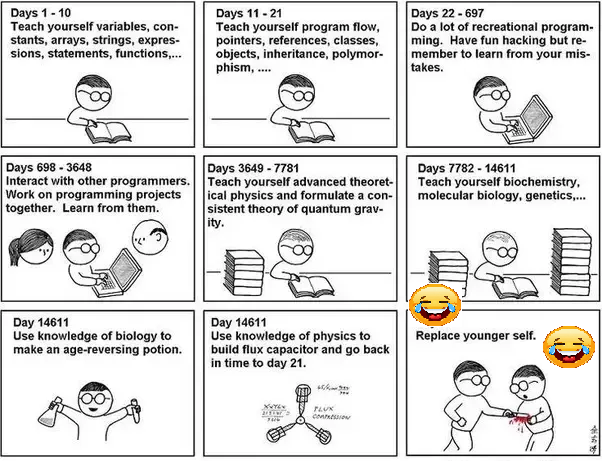 Days 1 - 10
Teach yourself variables, con-
stants, arrays, strings, expres-
sions, statements, functions,...
Days 11 - 21
Teach yourself program flow,
pointers, references, classes,
objects, inheritance, polymor-
phism, ....
Days 22 - 697
Do a lot of recreational program-
ming. Have fun hacking but re-
member to learn from your mis-
takes.
Days 698 - 3648
Interact with other programmers.
Work on programming projects
together. Learn from them.
Days 3649 - 7781
Teach yourself advanced theoret-
ical physics and formulate a con-
sistent theory of quantum grav-
ity.
Days 7782 - 14611
Teach yourself biochemistry,
molecular biology, genetics,...
Day 14611
Use knowledge of biology to
make an age-reversing potion.
Day 14611
Use knowledge of physics to
build flux capacitor and go back
in time to day 21.
FLUX
COMPRESSION
Replace younger self.